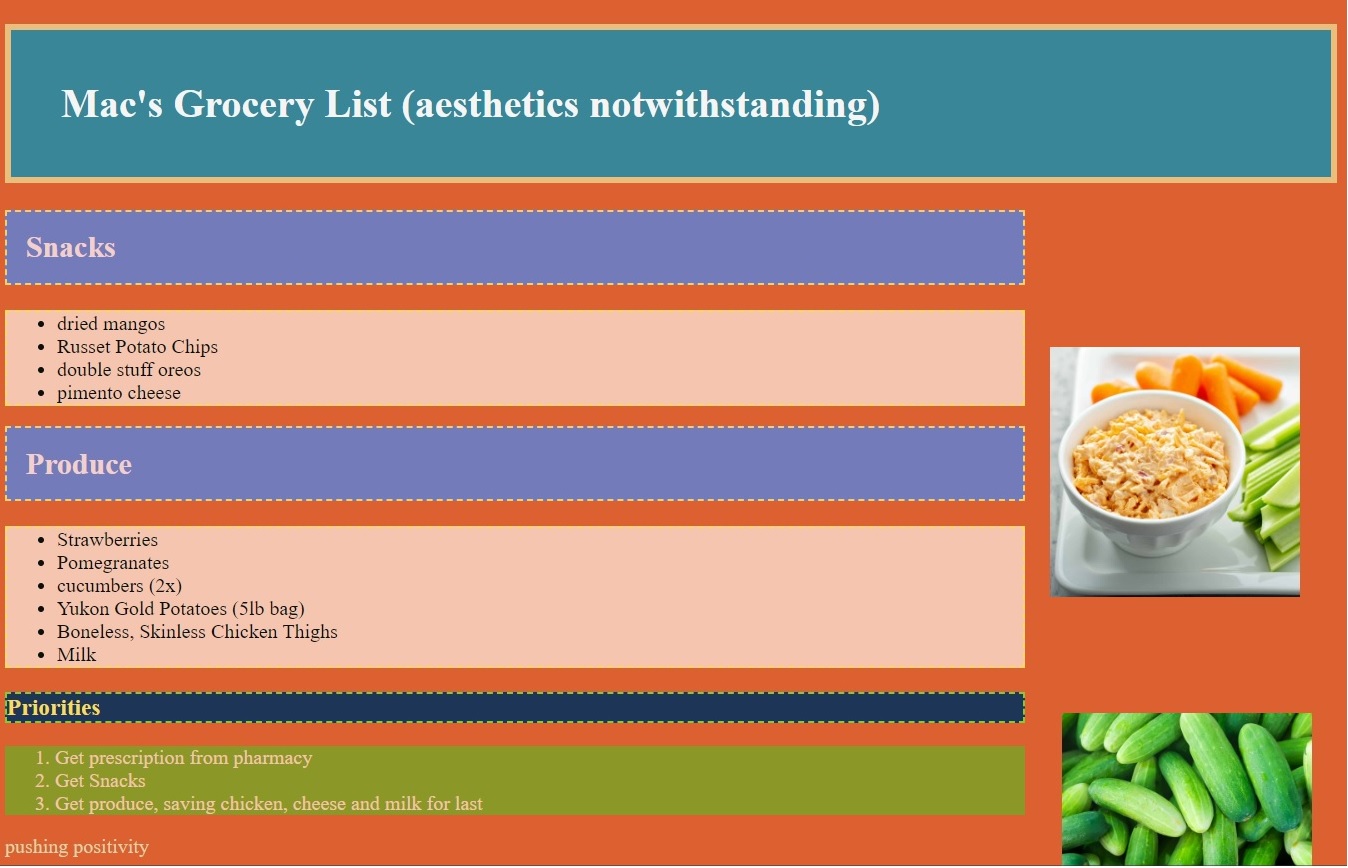 Mac's Grocery List (aesthetics notwithstanding)
Snacks
dried mangos
Russet Potato Chips
double stuff oreos
pimento cheese
Produce
Strawberries
Pomegranates
cucumbers (2x)
Yukon Gold Potatoes (5lb bag)
Boneless, Skinless Chicken Thighs
Milk
Priorities
1. Get prescription from pharmacy
2. Get Snacks
3. Get produce, saving chicken, cheese and milk for last
pushing positivity